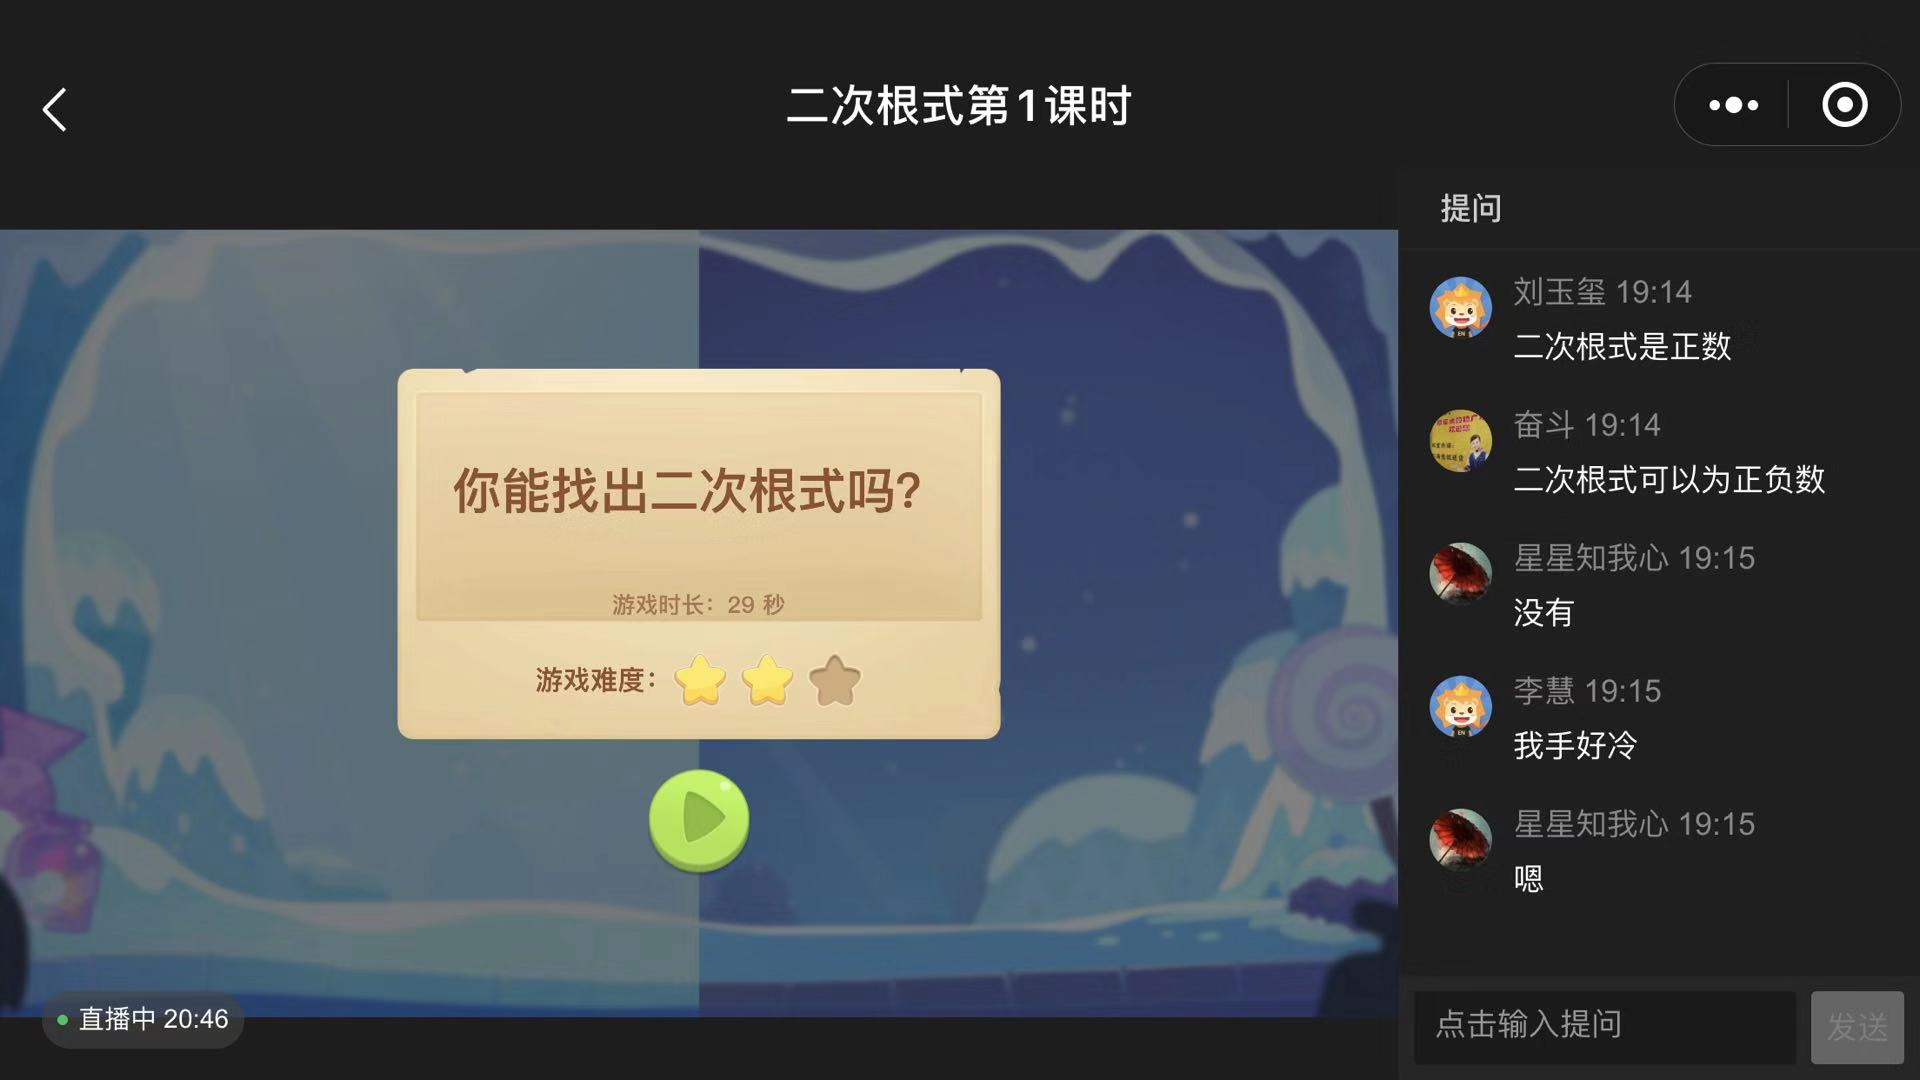 二次根式第1课时
提问
刘玉玺 19:14
二次根式是正数
奋斗 19:14
二次根式可以为正负数
星星知我心 19:15
没有
李慧 19:15
我手好冷
星星知我心 19:15
嗯
你能找出二次根式吗?
游戏时长：29 秒
游戏难度：
直播中 20:46
点击输入提问
发送